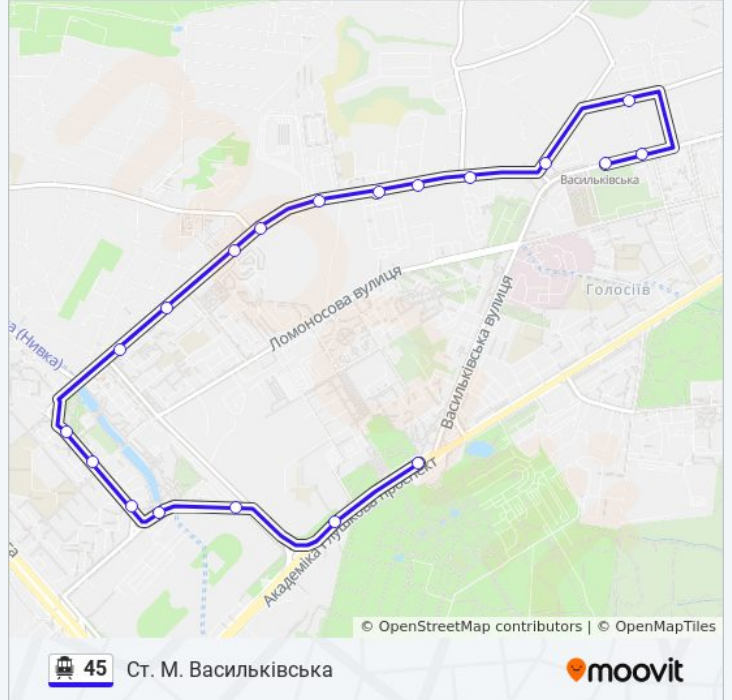 Васильківська
Ломоносова вулиця
Голосіїв
а (Нивка)
Васильківська вулиця
Академіка Глушкова проспект
а
© OpenStreetMap contributors | © OpenMapTiles
45 Ст. М. Васильківська
moovit